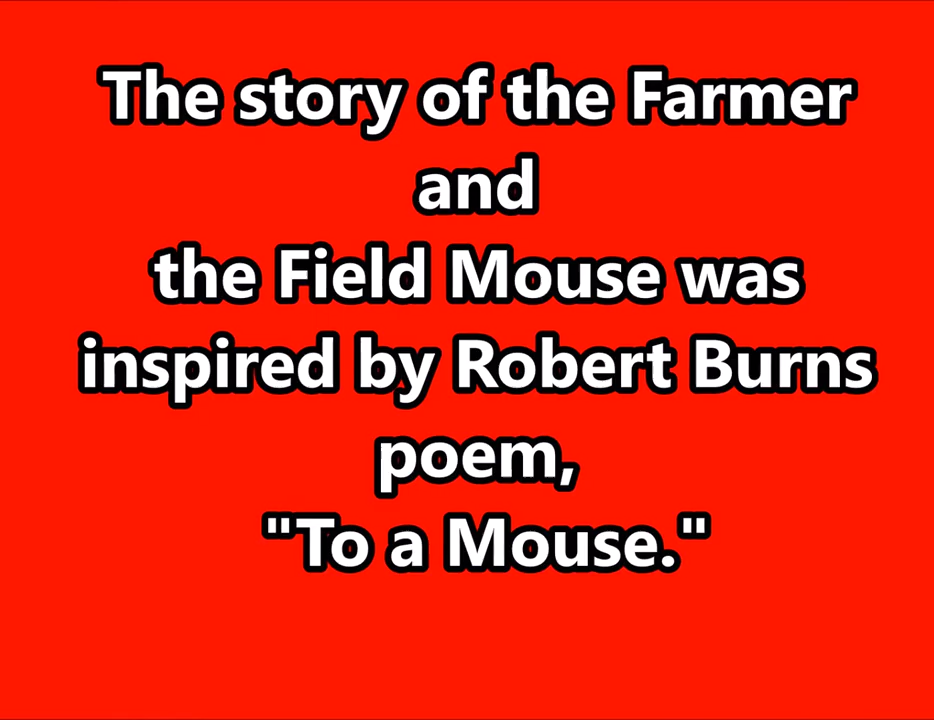 The story of the Farmer
and
the Field Mouse was
inspired by Robert Burns
poem,
"To a Mouse."